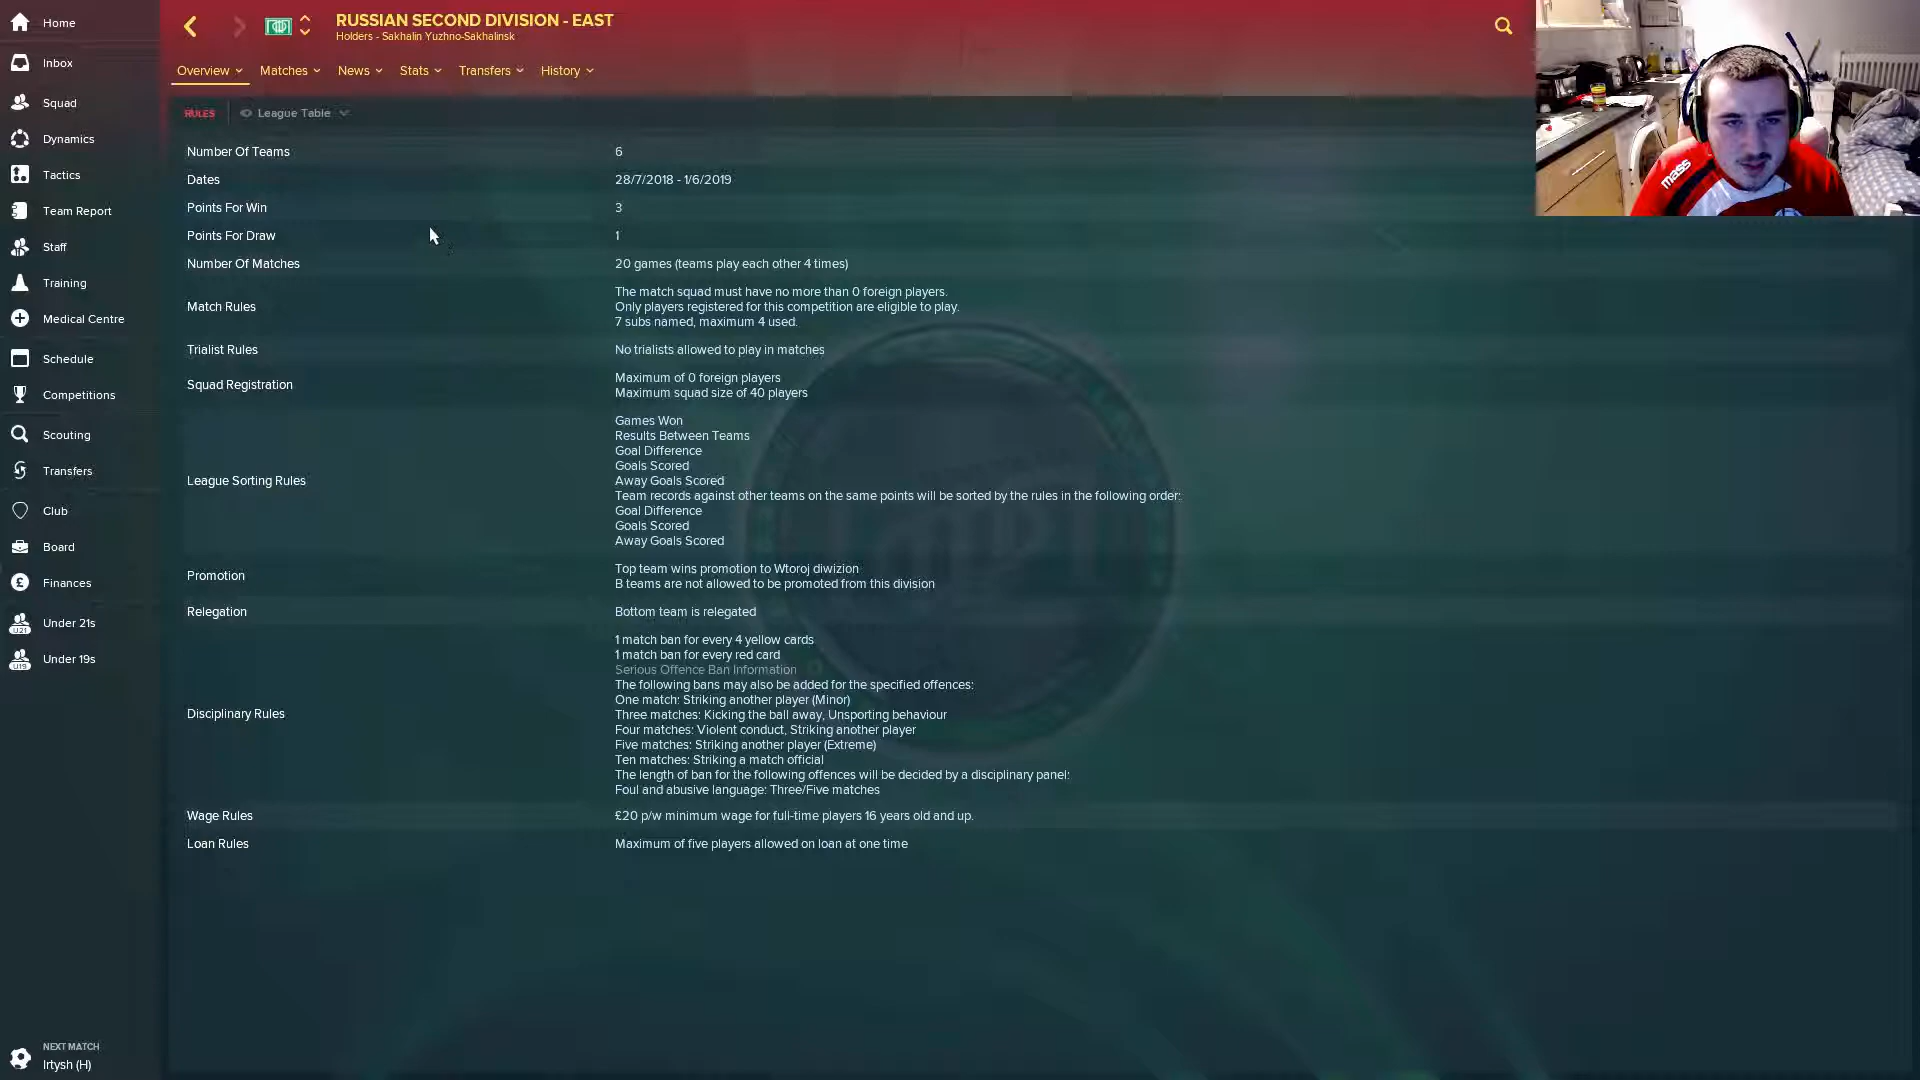 Home
Inbox
Squad
Dynamics
Tactics
Team Report
Staff
Training
Medical Centre
Schedule
Competitions
Scouting
Transfers
Club
Board
Finances
U21
Under 21s
U19
Under 19s
NEXT MATCH
Irtysh (H)
RUSSIAN SECOND DIVISION - EAST
Holders - Sakhalin Yuzhno-Sakhalinsk
Overview Matches News Stats Transfers History
RULES League Table
Number Of Teams 6
Dates 28/7/2018 - 1/6/2019
Points For Win 3
Points For Draw 1
Number Of Matches 20 games (teams play each other 4 times)
Match Rules
The match squad must have no more than 0 foreign players.
Only players registered for this competition are eligible to play.
7 subs named, maximum 4 used.
Trialist Rules No trialists allowed to play in matches
Squad Registration
Maximum of 0 foreign players
Maximum squad size of 40 players
League Sorting Rules
Games Won
Results Between Teams
Goal Difference
Goals Scored
Away Goals Scored
Team records against other teams on the same points will be sorted by the rules in the following order:
Goal Difference
Goals Scored
Away Goals Scored
Promotion
Top team wins promotion to Wtoroj diwizion
B teams are not allowed to be promoted from this division
Relegation Bottom team is relegated
Disciplinary Rules
1 match ban for every 4 yellow cards
1 match ban for every red card
Serious Offence Ban Information
The following bans may also be added for the specified offences:
One match: Striking another player (Minor)
Three matches: Kicking the ball away, Unsporting behaviour
Four matches: Violent conduct, Striking another player
Five matches: Striking another player (Extreme)
Ten matches: Striking a match official
The length of ban for the following offences will be decided by a disciplinary panel:
Foul and abusive language: Three/Five matches
Wage Rules £20 p/w minimum wage for full-time players 16 years old and up.
Loan Rules Maximum of five players allowed on loan at one time
mass